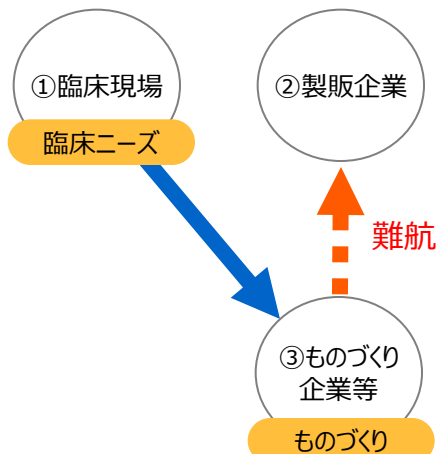 ①臨床現場
臨床ニーズ
②製販企業
難航
③ものづくり
企業等
ものづくり